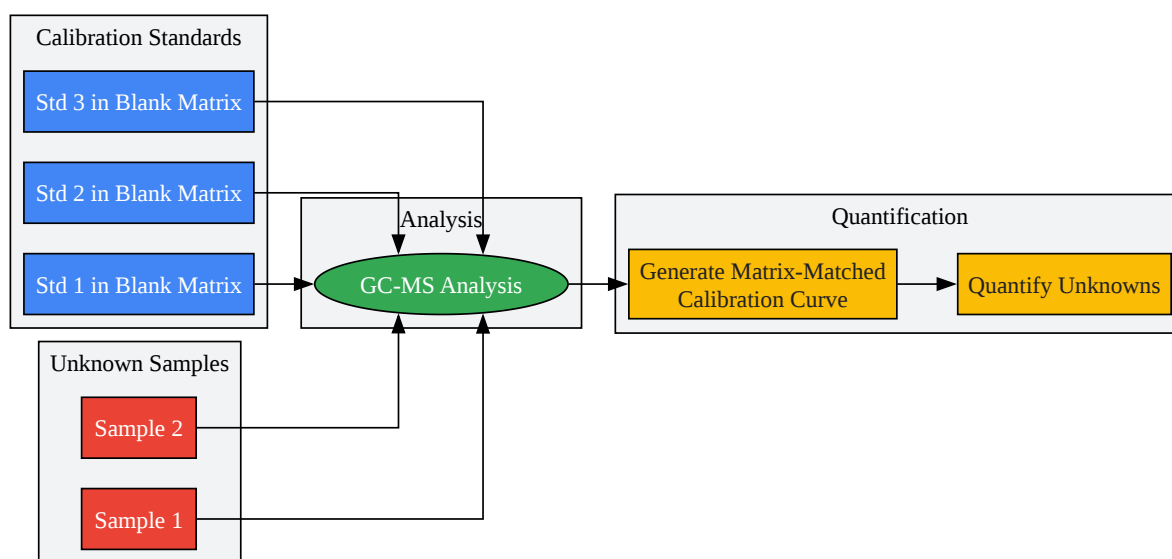 Calibration Standards
Std 3 in Blank Matrix
Std 2 in Blank Matrix
Std 1 in Blank Matrix
Unknown Samples
Sample 2
Sample 1
Analysis
GC-MS Analysis
Quantification
Generate Matrix-Matched
Calibration Curve
Quantify Unknowns